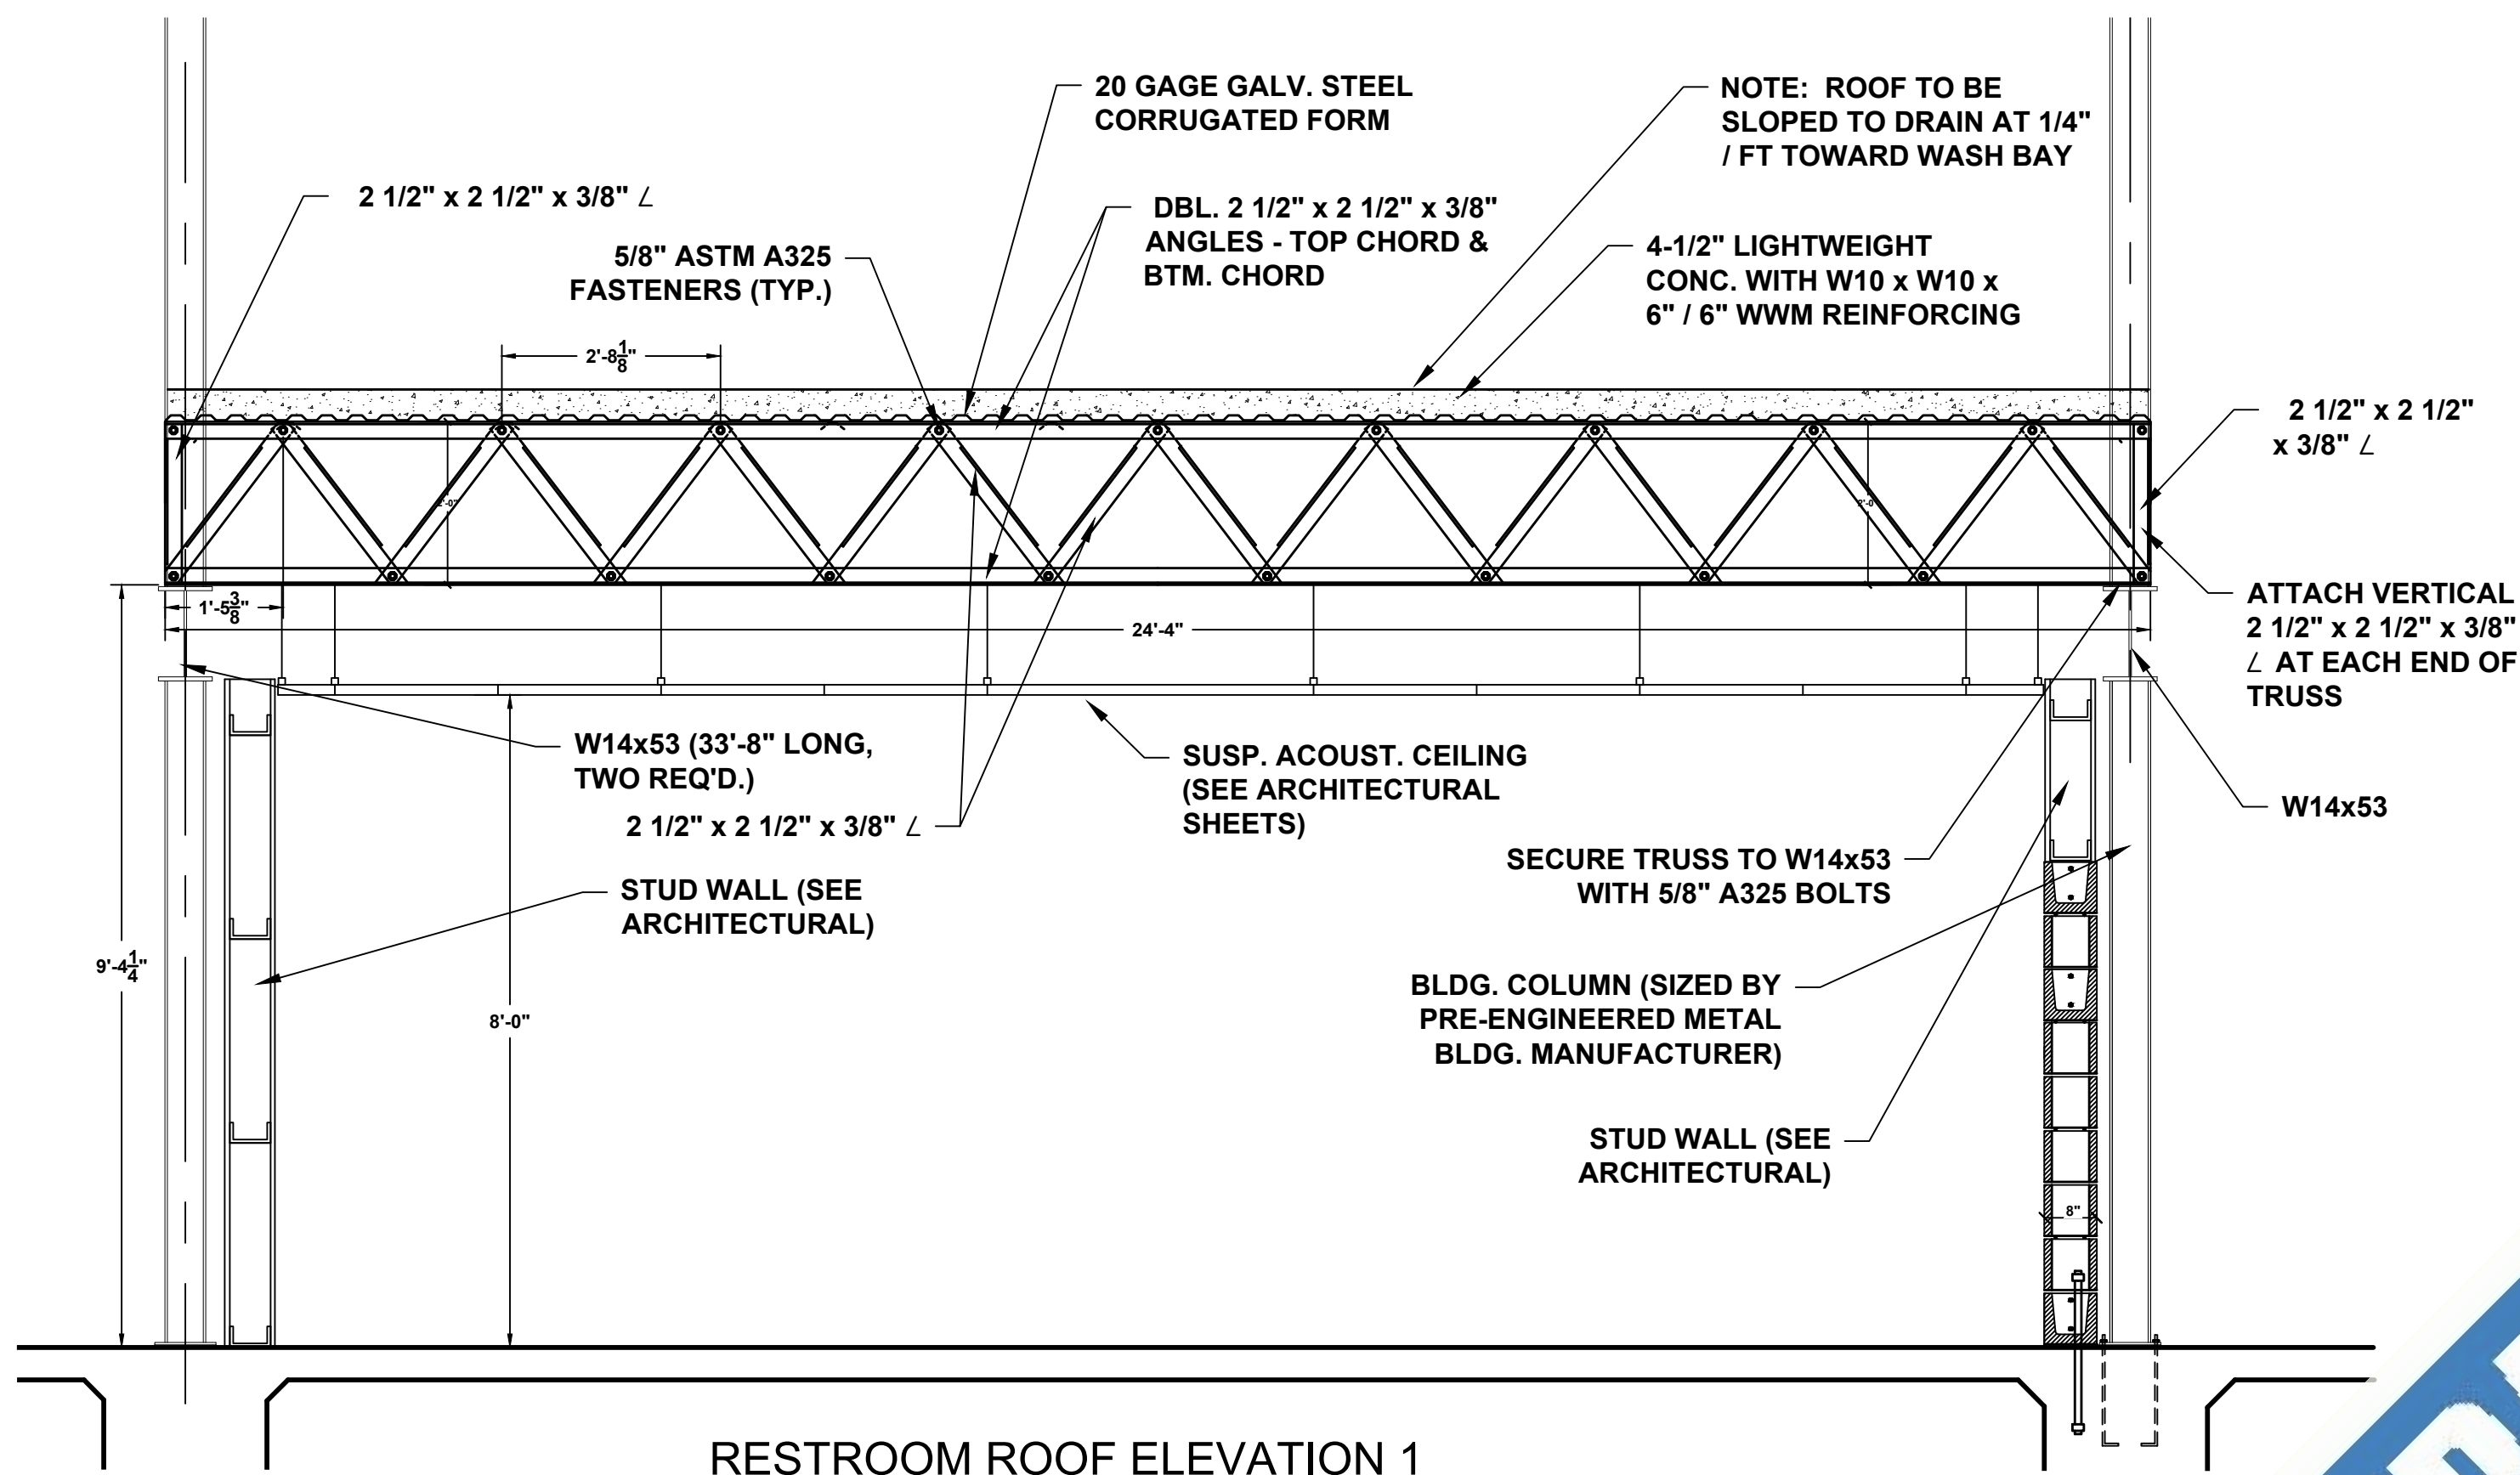 20 GAGE GALV. STEEL
CORRUGATED FORM
NOTE: ROOF TO BE
SLOPED TO DRAIN AT 1/4"
/ FT TOWARD WASH BAY
2 1/2" x 2 1/2" x 3/8" ∠
DBL. 2 1/2" x 2 1/2" x 3/8"
ANGLES - TOP CHORD &
BTM. CHORD
5/8" ASTM A325
FASTENERS (TYP.)
4-1/2" LIGHTWEIGHT
CONC. WITH W10 x W10 x
6" / 6" WWM REINFORCING
2'-8 1/8"
2 1/2" x 2 1/2"
x 3/8" ∠
2'-0"
2'-0"
ATTACH VERTICAL
2 1/2" x 2 1/2" x 3/8"
∠ AT EACH END OF
TRUSS
1'-5 3/8"
24'-4"
W14x53 (33'-8" LONG,
TWO REQ'D.)
2 1/2" x 2 1/2" x 3/8" ∠
SUSP. ACOUST. CEILING
(SEE ARCHITECTURAL
SHEETS)
W14x53
SECURE TRUSS TO W14x53
WITH 5/8" A325 BOLTS
STUD WALL (SEE
ARCHITECTURAL)
9'-4 1/4"
8'-0"
BLDG. COLUMN (SIZED BY
PRE-ENGINEERED METAL
BLDG. MANUFACTURER)
STUD WALL (SEE
ARCHITECTURAL)
8"
RESTROOM ROOF ELEVATION 1